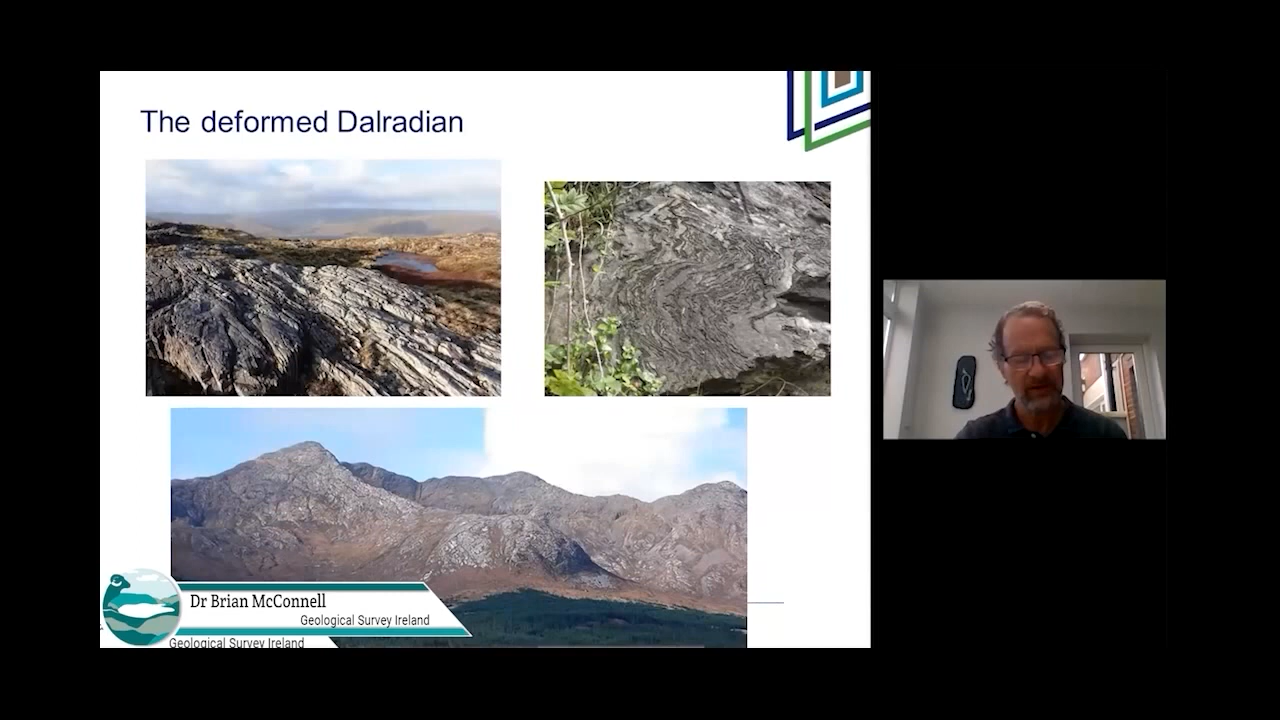 The deformed Dalradian
Dr Brian McConnell
Geological Survey Ireland
Geological Survey Ireland